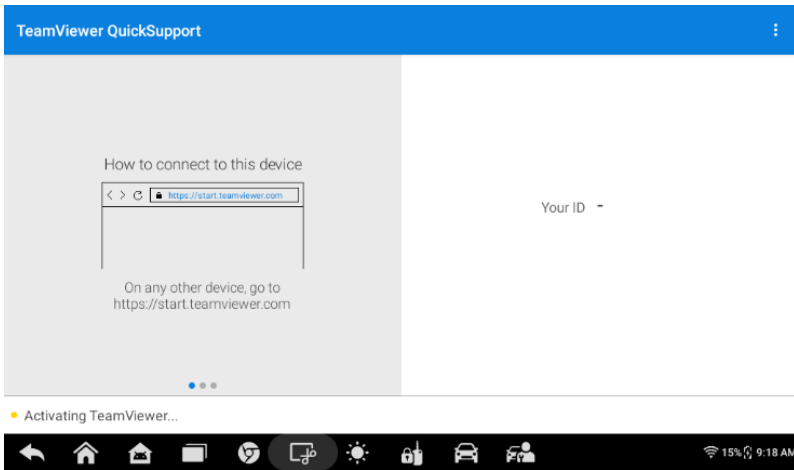 TeamViewer QuickSupport
How to connect to this device
https://start.teamviewer.com
On any other device, go to
https://start.teamviewer.com
Your ID -
Activating TeamViewer...
15% 9:18 AM